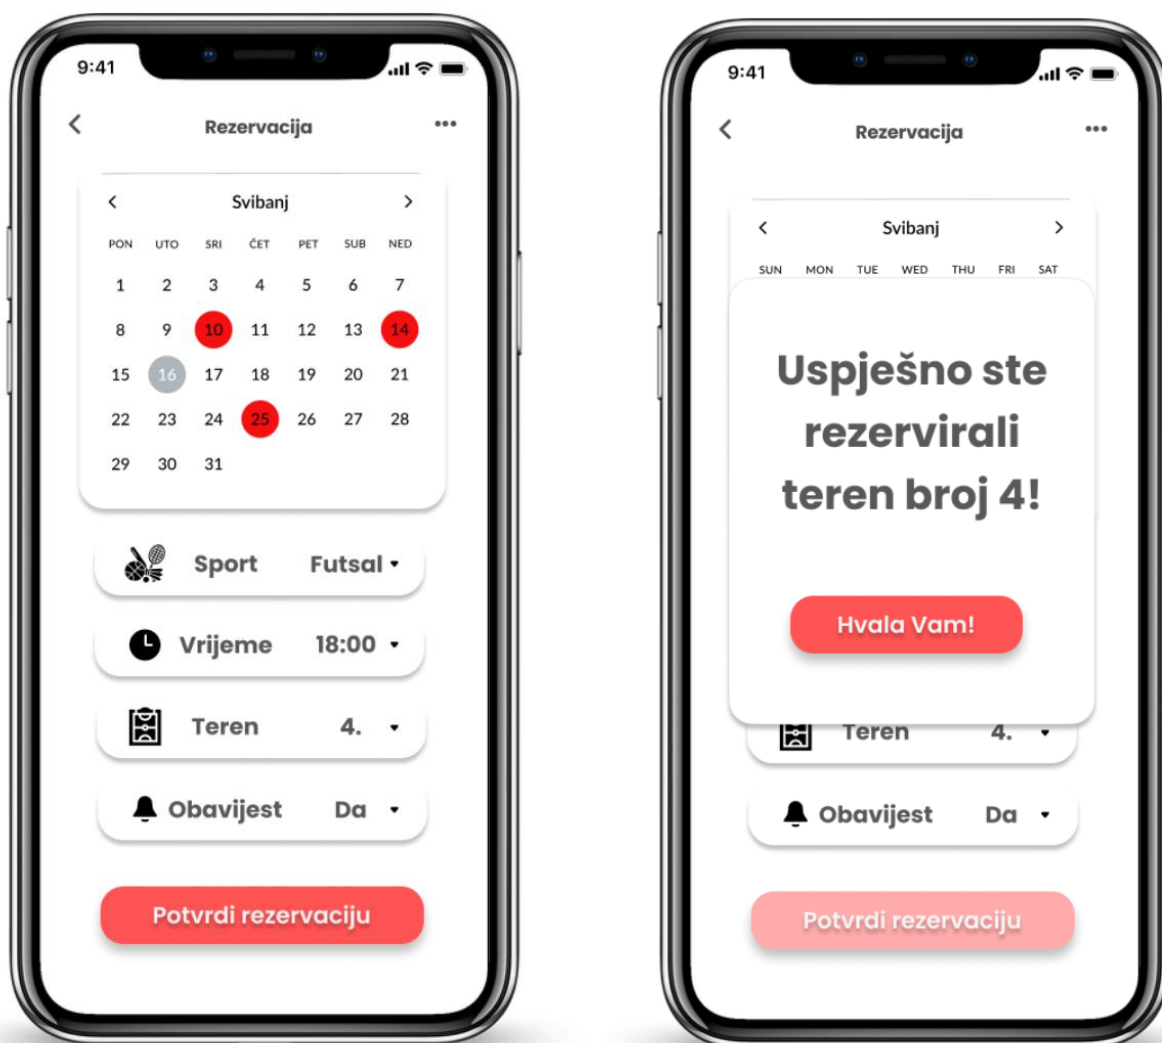 9:41
Rezervacija
Svibanj
PON UTO SRI ČET PET SUB NED
1 2 3 4 5 6 7
8 9 10 11 12 13 14
15 16 17 18 19 20 21
22 23 24 25 26 27 28
29 30 31
Sport Futsal
Vrijeme 18:00
Teren 4.
Obavijest Da
Potvrdi rezervaciju
9:41
Rezervacija
Svibanj
SUN MON TUE WED THU FRI SAT
Uspješno ste
rezervirali
teren broj 4!
Hvala Vam!
Teren 4.
Obavijest Da
Potvrdi rezervaciju